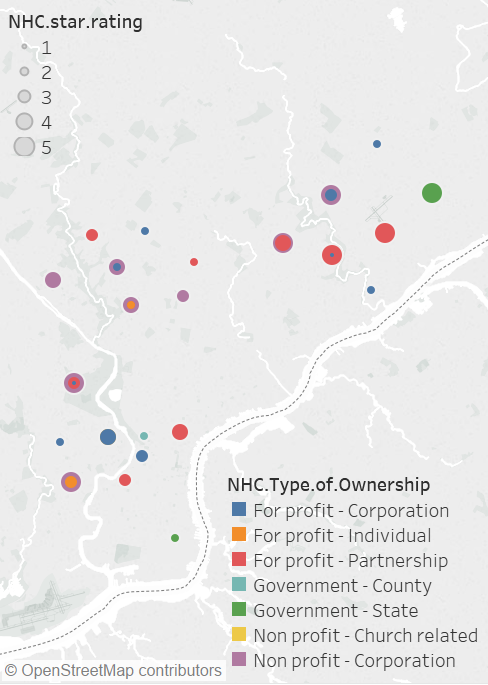 NHC.star.rating
1
2
3
4
5
NHC.Type.of.Ownership
For profit - Corporation
For profit - Individual
For profit - Partnership
Government - County
Government - State
Non profit - Church related
Non profit - Corporation
© OpenStreetMap contributors